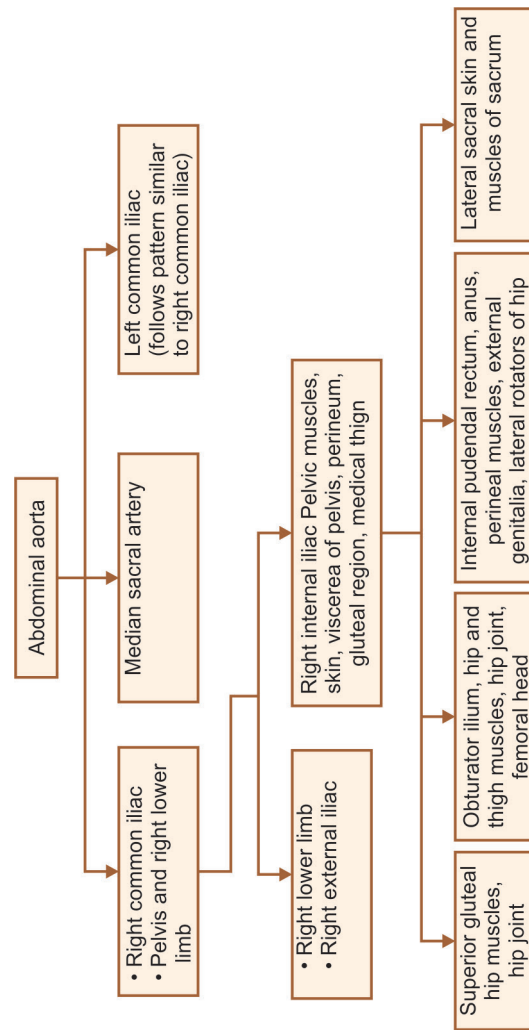 Abdominal aorta
• Right common iliac
• Pelvis and right lower
limb
Median sacral artery
Left common iliac
(follows pattern similar
to right common iliac)
• Right lower limb
• Right external iliac
Right internal iliac Pelvic muscles,
skin, viscerea of pelvis, perineum,
gluteal region, medical thign
Superior gluteal
hip muscles,
hip joint
Obturator ilium, hip and
thigh muscles, hip joint,
femoral head
Internal pudendal rectum, anus,
perineal muscles, external
genitalia, lateral rotators of hip
Lateral sacral skin and
muscles of sacrum